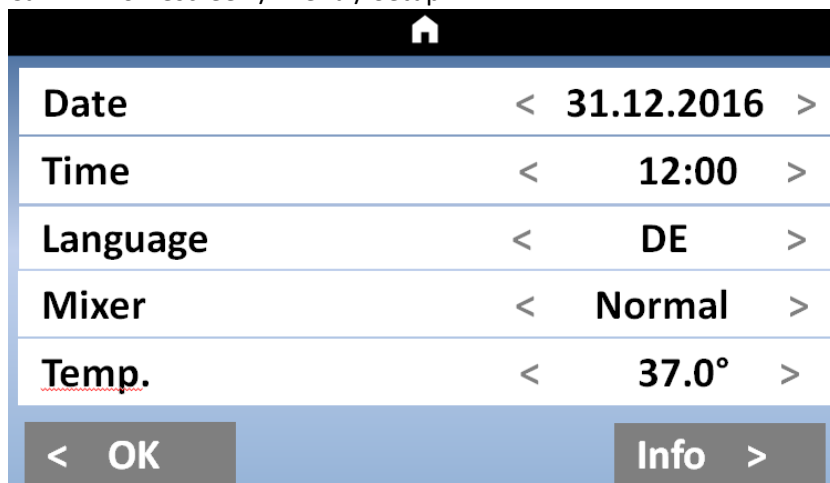 Date < 31.12.2016 >
Time < 12:00 >
Language < DE >
Mixer < Normal >
Temp. < 37.0° >
< OK Info >